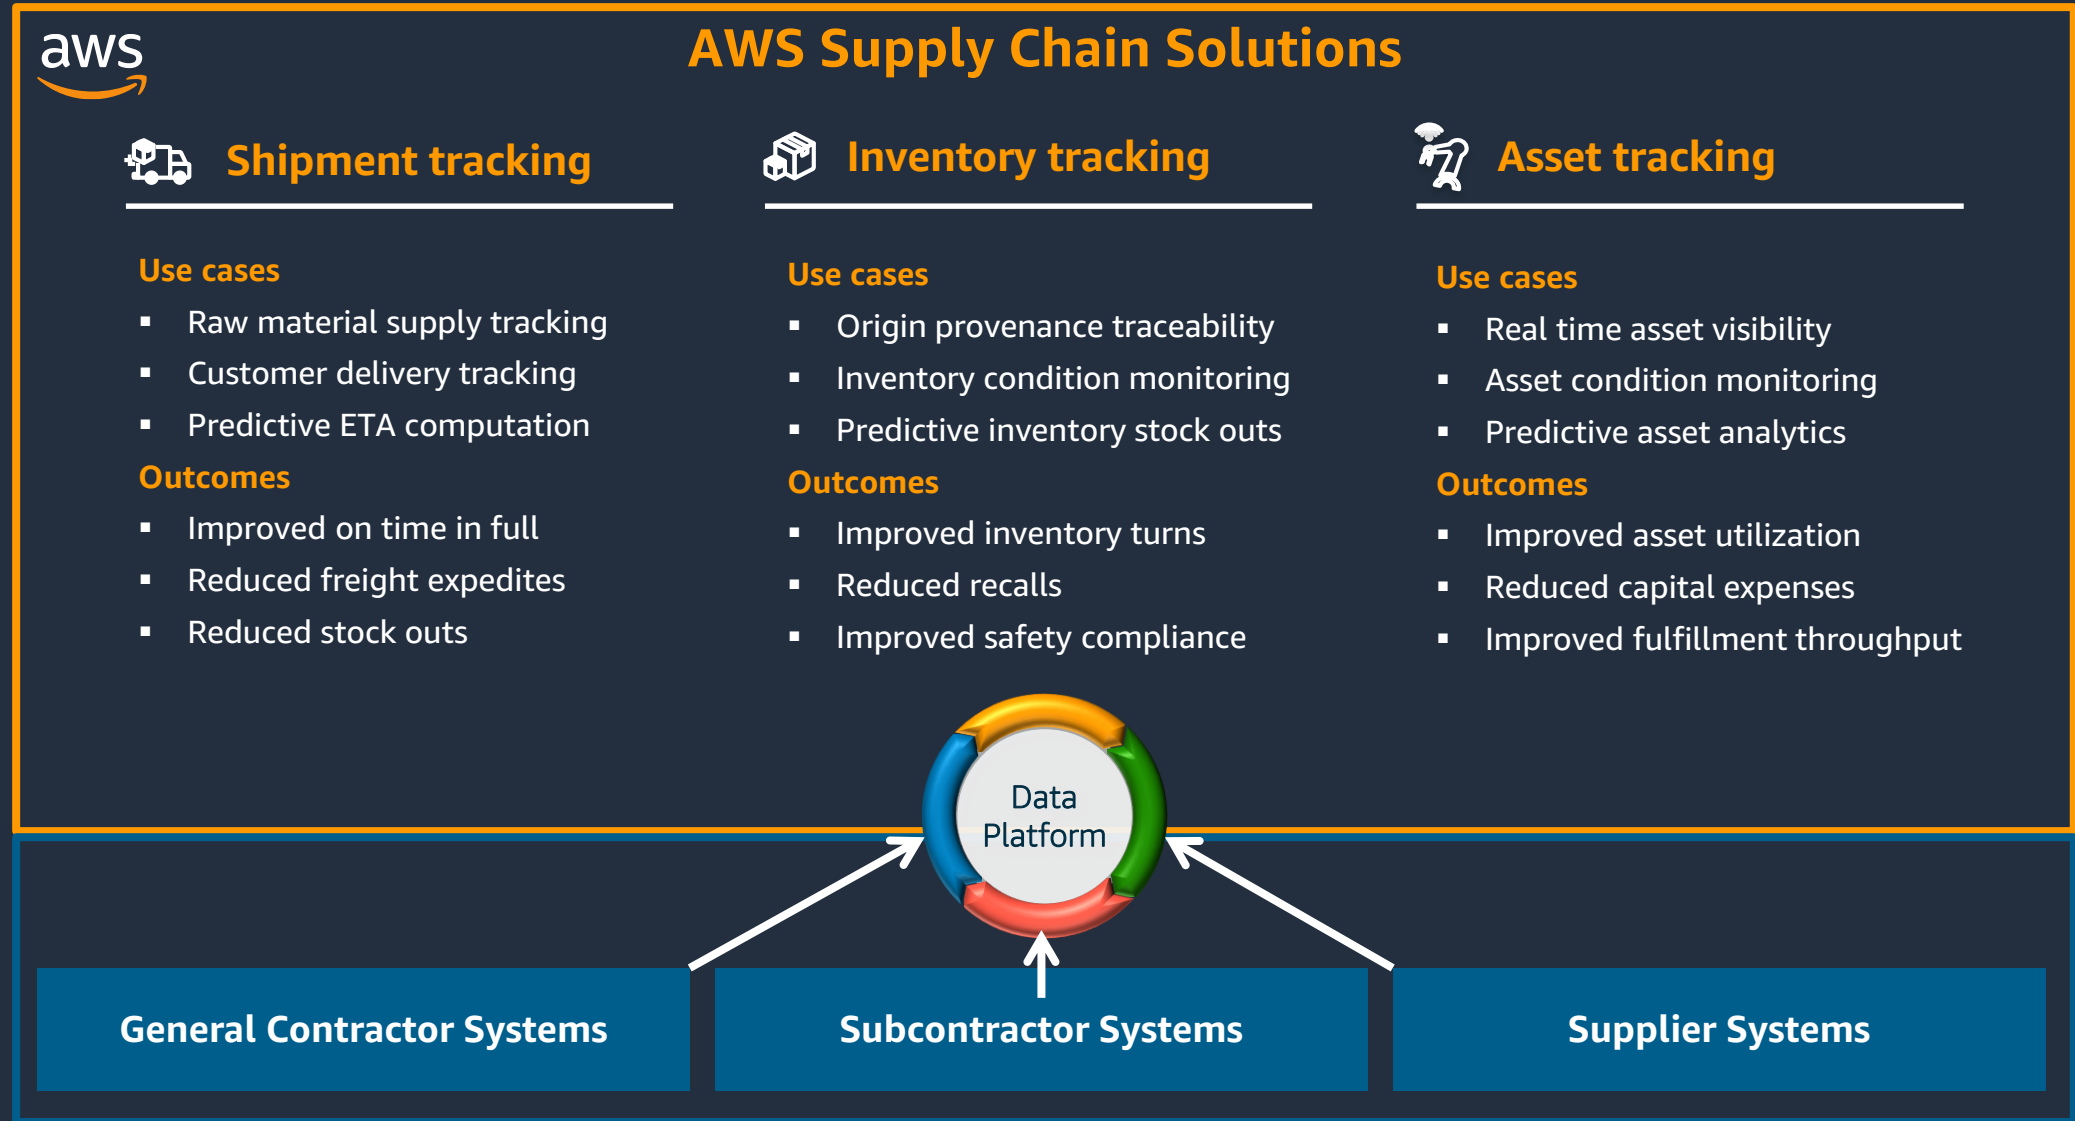 aws
AWS Supply Chain Solutions
Shipment tracking
Use cases
▪ Raw material supply tracking
▪ Customer delivery tracking
▪ Predictive ETA computation
Outcomes
▪ Improved on time in full
▪ Reduced freight expedites
▪ Reduced stock outs
Inventory tracking
Use cases
▪ Origin provenance traceability
▪ Inventory condition monitoring
▪ Predictive inventory stock outs
Outcomes
▪ Improved inventory turns
▪ Reduced recalls
▪ Improved safety compliance
Asset tracking
Use cases
▪ Real time asset visibility
▪ Asset condition monitoring
▪ Predictive asset analytics
Outcomes
▪ Improved asset utilization
▪ Reduced capital expenses
▪ Improved fulfillment throughput
Data
Platform
General Contractor Systems
Subcontractor Systems
Supplier Systems